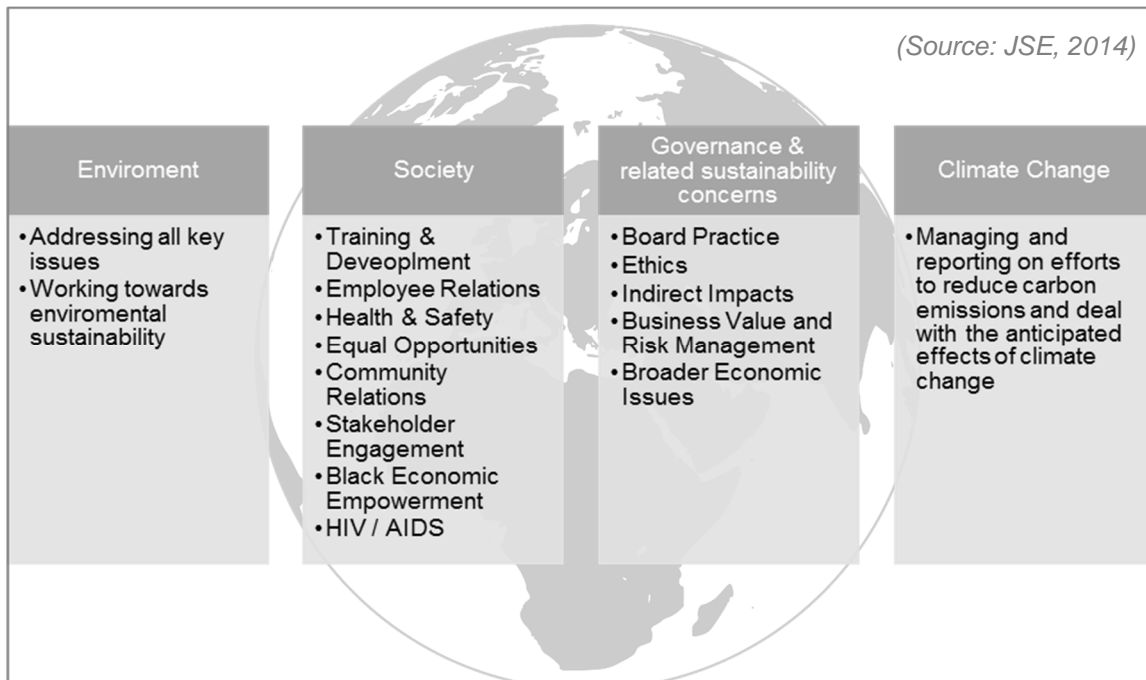 (Source: JSE, 2014)
Enviroment
•Addressing all key
issues
•Working towards
enviromental
sustainability
Society
•Training &
Deveoplment
•Employee Relations
•Health & Safety
•Equal Opportunities
•Community
Relations
•Stakeholder
Engagement
•Black Economic
Empowerment
•HIV / AIDS
Governance &
related sustainability
concerns
•Board Practice
•Ethics
•Indirect Impacts
•Business Value and
Risk Management
•Broader Economic
Issues
Climate Change
•Managing and
reporting on efforts
to reduce carbon
emissions and deal
with the anticipated
effects of climate
change